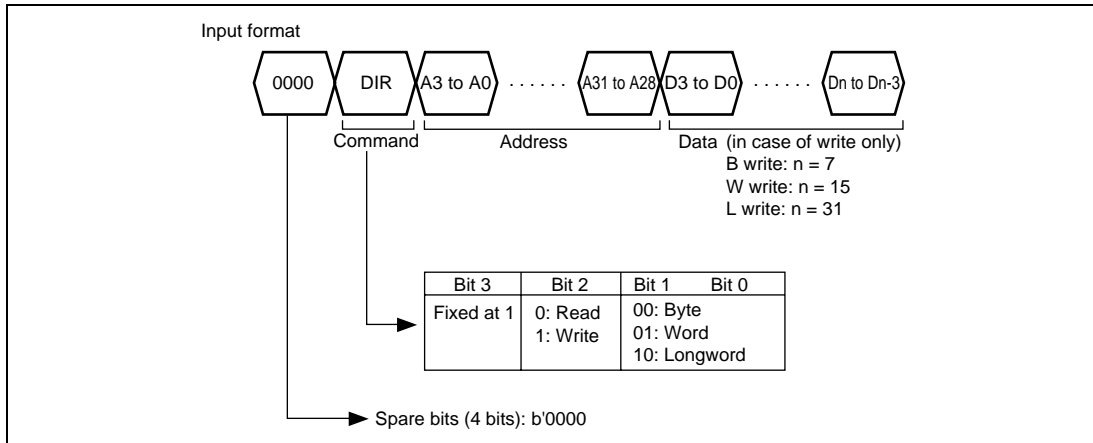 Input format
0000 DIR A3 to A0 ······ A31 to A28 D3 to D0 ······ Dn to Dn-3
Command Address Data (in case of write only)
B write: n = 7
W write: n = 15
L write: n = 31
Bit 3 Bit 2 Bit 1 Bit 0
Fixed at 1 0: Read 00: Byte
1: Write 01: Word
10: Longword
Spare bits (4 bits): b'0000